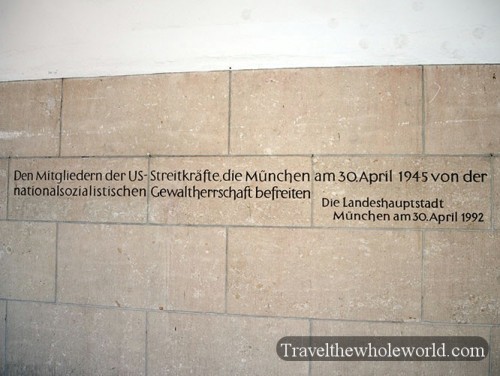 Den Mitgliedern der US-Streitkräfte, die München am 30. April 1945 von der
nationalsozialistischen Gewaltherrschaft befreiten
Die Landeshauptstadt
München am 30. April 1992
Travelthewholeworld.com